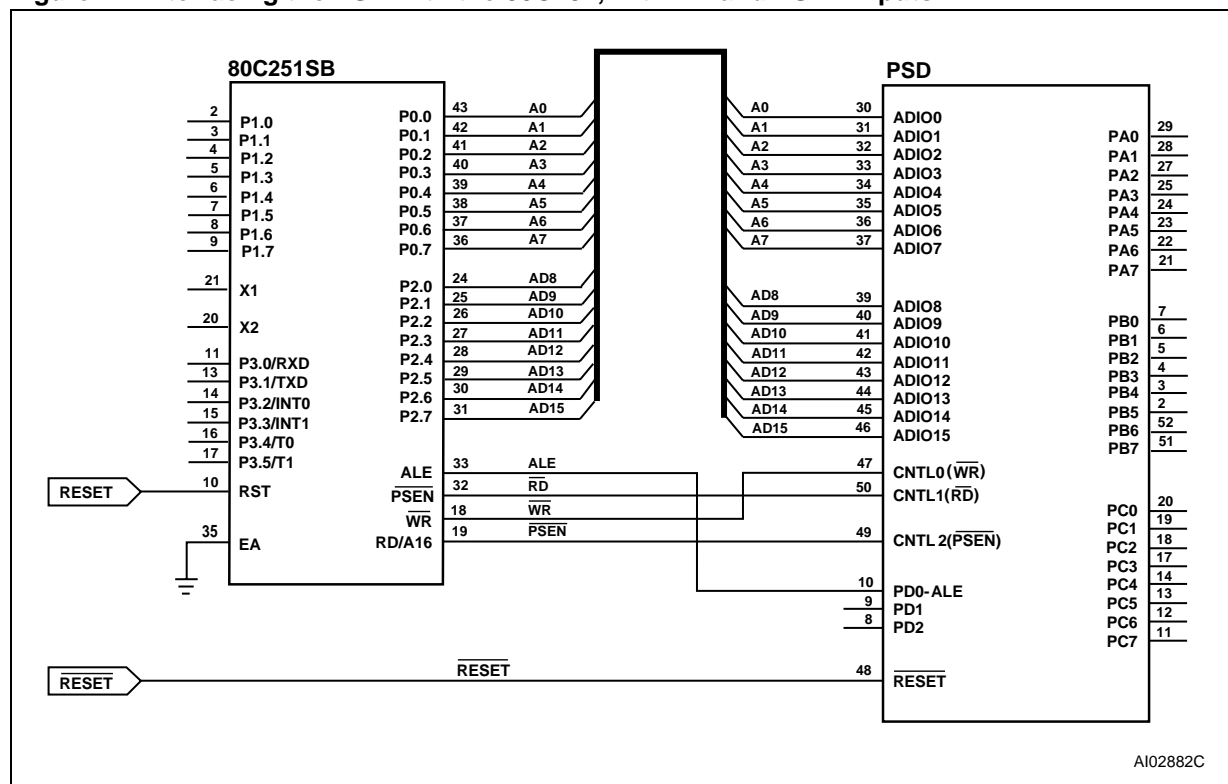 80C251SB
2 P1.0
3 P1.1
4 P1.2
5 P1.3
6 P1.4
7 P1.5
8 P1.6
9 P1.7
21 X1
20 X2
11 P3.0/RXD
13 P3.1/TXD
14 P3.2/INT0
15 P3.3/INT1
16 P3.4/T0
17 P3.5/T1
RESET 10 RST
35 EA
P0.0 43 A0
P0.1 42 A1
P0.2 41 A2
P0.3 40 A3
P0.4 39 A4
P0.5 38 A5
P0.6 37 A6
P0.7 36 A7
P2.0 24 AD8
P2.1 25 AD9
P2.2 26 AD10
P2.3 27 AD11
P2.4 28 AD12
P2.5 29 AD13
P2.6 30 AD14
P2.7 31 AD15
ALE 33 ALE
PSEN 32 RD
WR 18 WR
RD/A16 19 PSEN
PSD
A0 30 ADIO0
A1 31 ADIO1
A2 32 ADIO2
A3 33 ADIO3
A4 34 ADIO4
A5 35 ADIO5
A6 36 ADIO6
A7 37 ADIO7
AD8 39 ADIO8
AD9 40 ADIO9
AD10 41 ADIO10
AD11 42 ADIO11
AD12 43 ADIO12
AD13 44 ADIO13
AD14 45 ADIO14
AD15 46 ADIO15
47 CNTL0(WR)
50 CNTL1(RD)
49 CNTL 2(PSEN)
10 PD0-ALE
9 PD1
8 PD2
RESET RESET 48 RESET
PA0 29
PA1 28
PA2 27
PA3 25
PA4 24
PA5 23
PA6 22
PA7 21
PB0 7
PB1 6
PB2 5
PB3 4
PB4 3
PB5 2
PB6 52
PB7 51
PC0 20
PC1 19
PC2 18
PC3 17
PC4 14
PC5 13
PC6 12
PC7 11
AI02882C